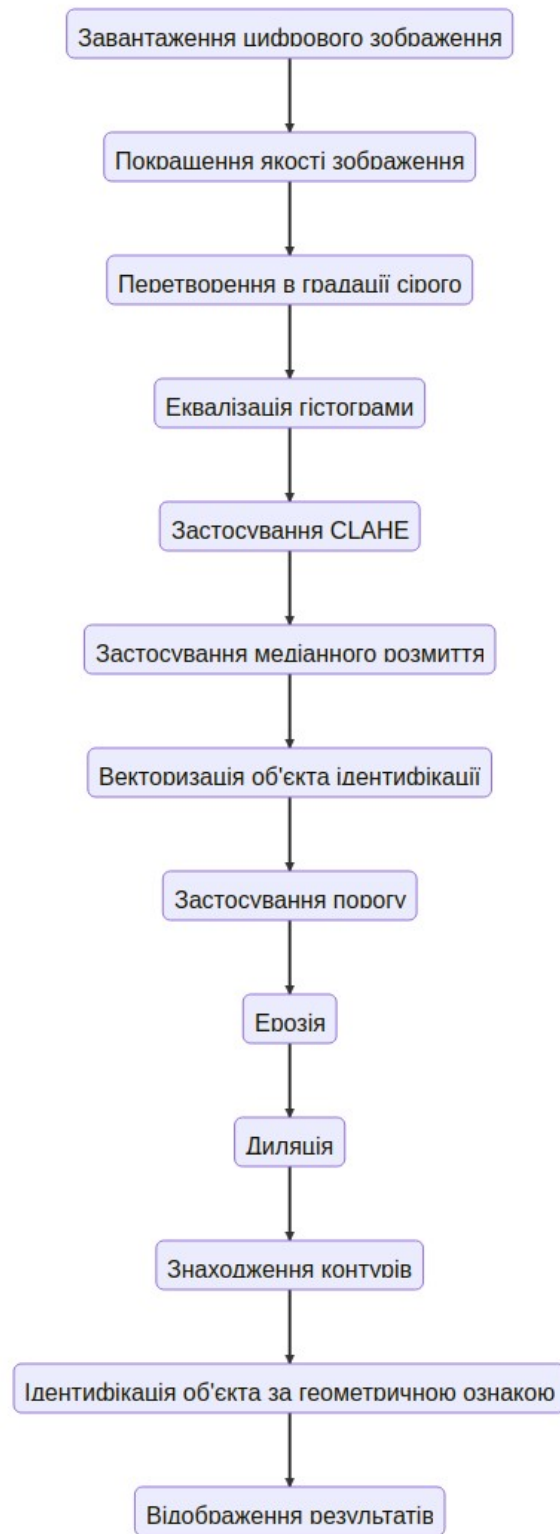 Завантаження цифрового зображення
Покращення якості зображення
Перетворення в градації сірого
Еквалізація гістограми
Застосування CLAHE
Застосування медіанного розмиття
Векторизація об'єкта ідентифікації
Застосування порогу
Ерозія
Диляція
Знаходження контурів
Ідентифікація об'єкта за геометричною ознакою
Відображення результатів